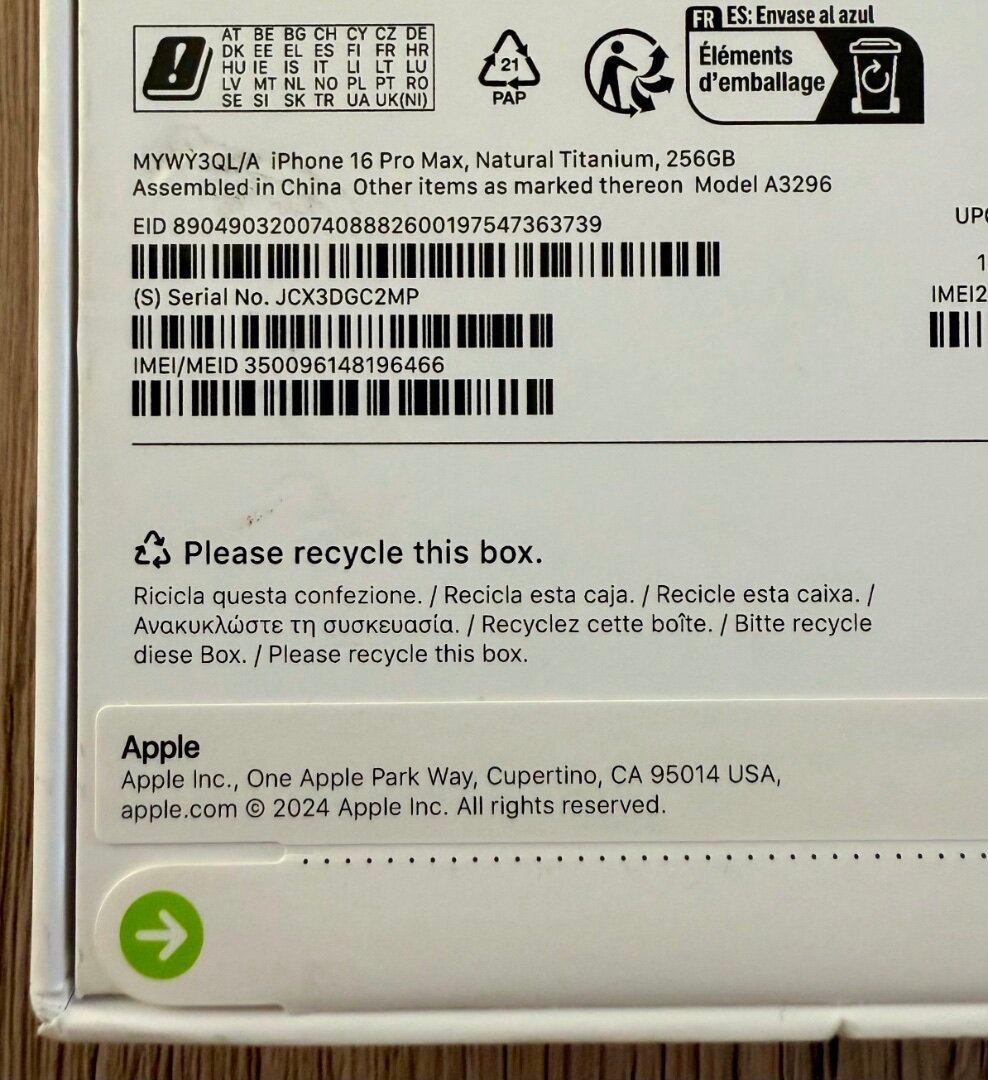 FR ES: Envase al azul
Éléments
d'emballage
AT BE BG CH CY CZ DE
DK EE EL ES FI FR HR
HU IE IS IT LI LT LU
LV MT NL NO PL PT RO
SE SI SK TR UA UK(NI)
21
PAP
MYWY3QL/A iPhone 16 Pro Max, Natural Titanium, 256GB
Assembled in China Other items as marked thereon Model A3296
EID 89049032007408882600197547363739
UPC
1
(S) Serial No. JCX3DGC2MP
IMEI2
IMEI/MEID 350096148196466
Please recycle this box.
Ricicla questa confezione. / Recicla esta caja. / Recicle esta caixa. /
Ανακυκλώστε τη συσκευασία. / Recyclez cette boîte. / Bitte recycle
diese Box. / Please recycle this box.
Apple
Apple Inc., One Apple Park Way, Cupertino, CA 95014 USA,
apple.com © 2024 Apple Inc. All rights reserved.